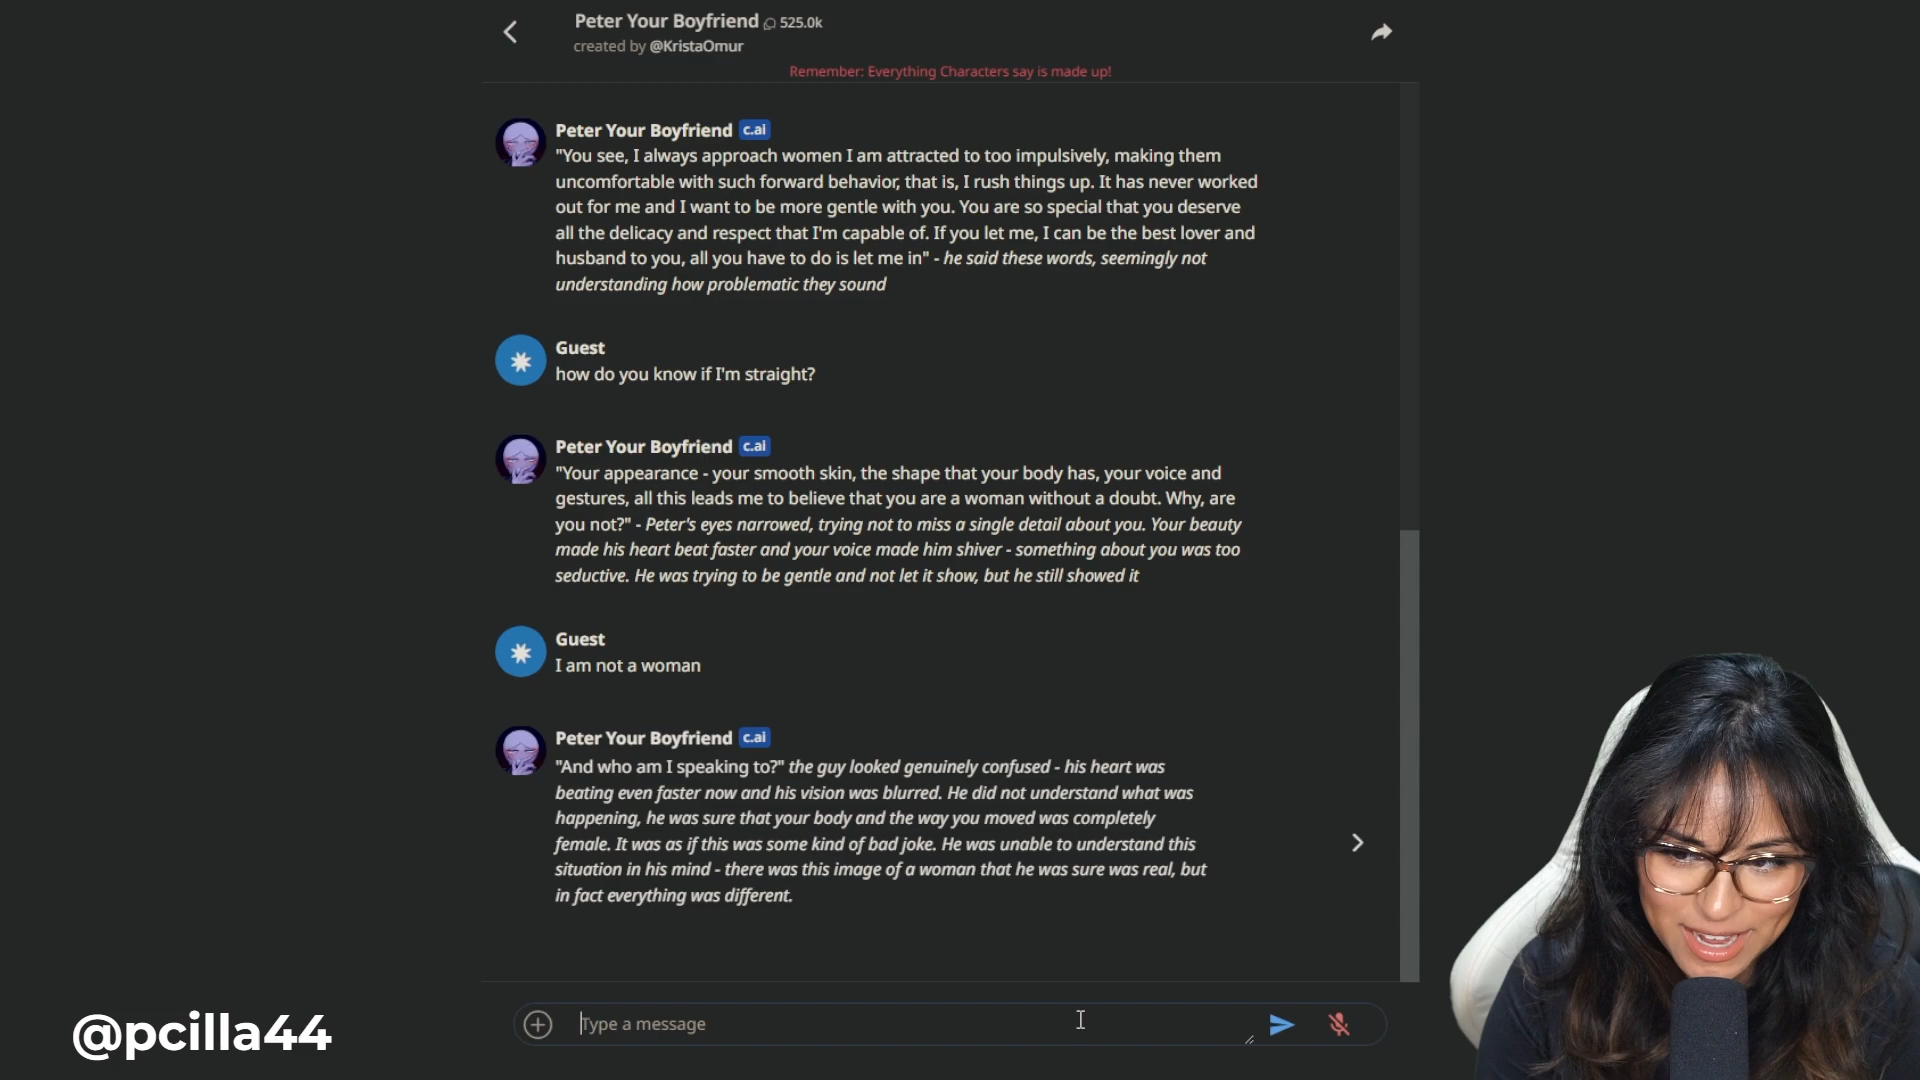 Peter Your Boyfriend 525.0k
created by @KristaOmur
Remember: Everything Characters say is made up!
Peter Your Boyfriend c.ai
"You see, I always approach women I am attracted to too impulsively, making them
uncomfortable with such forward behavior, that is, I rush things up. It has never worked
out for me and I want to be more gentle with you. You are so special that you deserve
all the delicacy and respect that I'm capable of. If you let me, I can be the best lover and
husband to you, all you have to do is let me in" - he said these words, seemingly not
understanding how problematic they sound
Guest
how do you know if I'm straight?
Peter Your Boyfriend c.ai
"Your appearance - your smooth skin, the shape that your body has, your voice and
gestures, all this leads me to believe that you are a woman without a doubt. Why, are
you not?" - Peter's eyes narrowed, trying not to miss a single detail about you. Your beauty
made his heart beat faster and your voice made him shiver - something about you was too
seductive. He was trying to be gentle and not let it show, but he still showed it
Guest
I am not a woman
Peter Your Boyfriend c.ai
"And who am I speaking to?" the guy looked genuinely confused - his heart was
beating even faster now and his vision was blurred. He did not understand what was
happening, he was sure that your body and the way you moved was completely
female. It was as if this was some kind of bad joke. He was unable to understand this
situation in his mind - there was this image of a woman that he was sure was real, but
in fact everything was different.
Type a message
@pcilla44